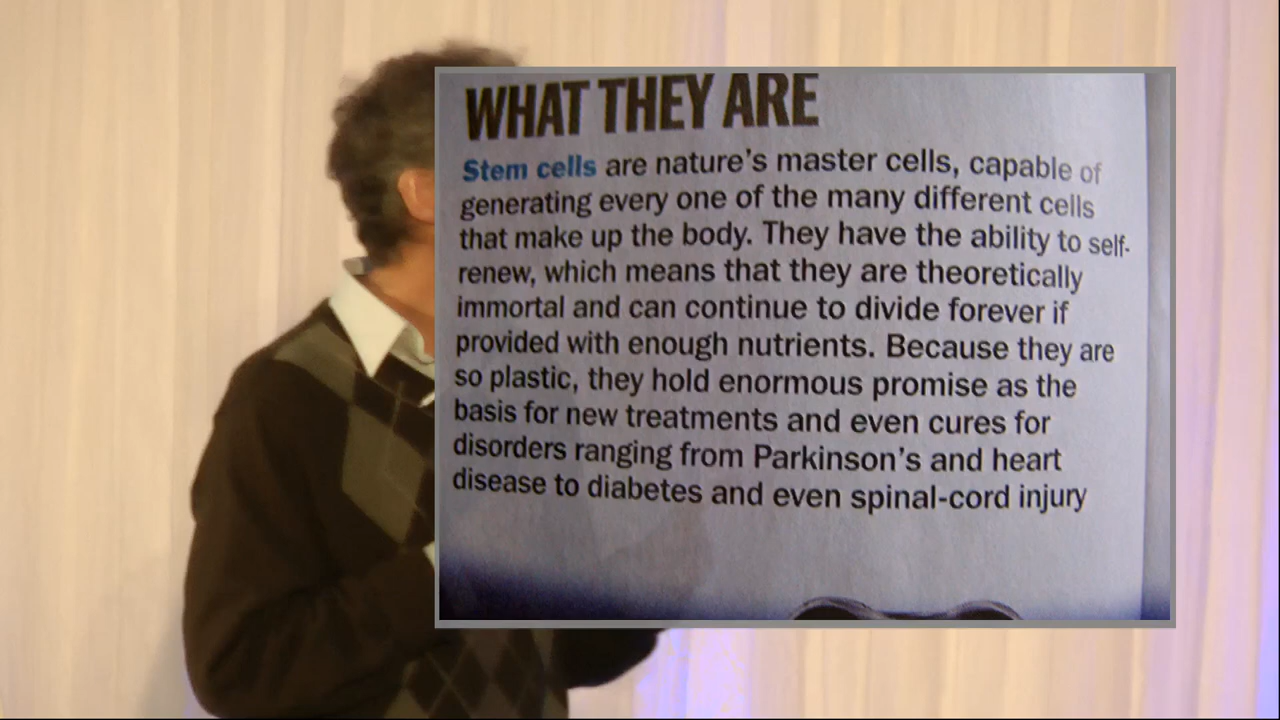 WHAT THEY ARE
Stem cells are nature's master cells, capable of
generating every one of the many different cells
that make up the body. They have the ability to self-
renew, which means that they are theoretically
immortal and can continue to divide forever if
provided with enough nutrients. Because they are
so plastic, they hold enormous promise as the
basis for new treatments and even cures for
disorders ranging from Parkinson's and heart
disease to diabetes and even spinal-cord injury